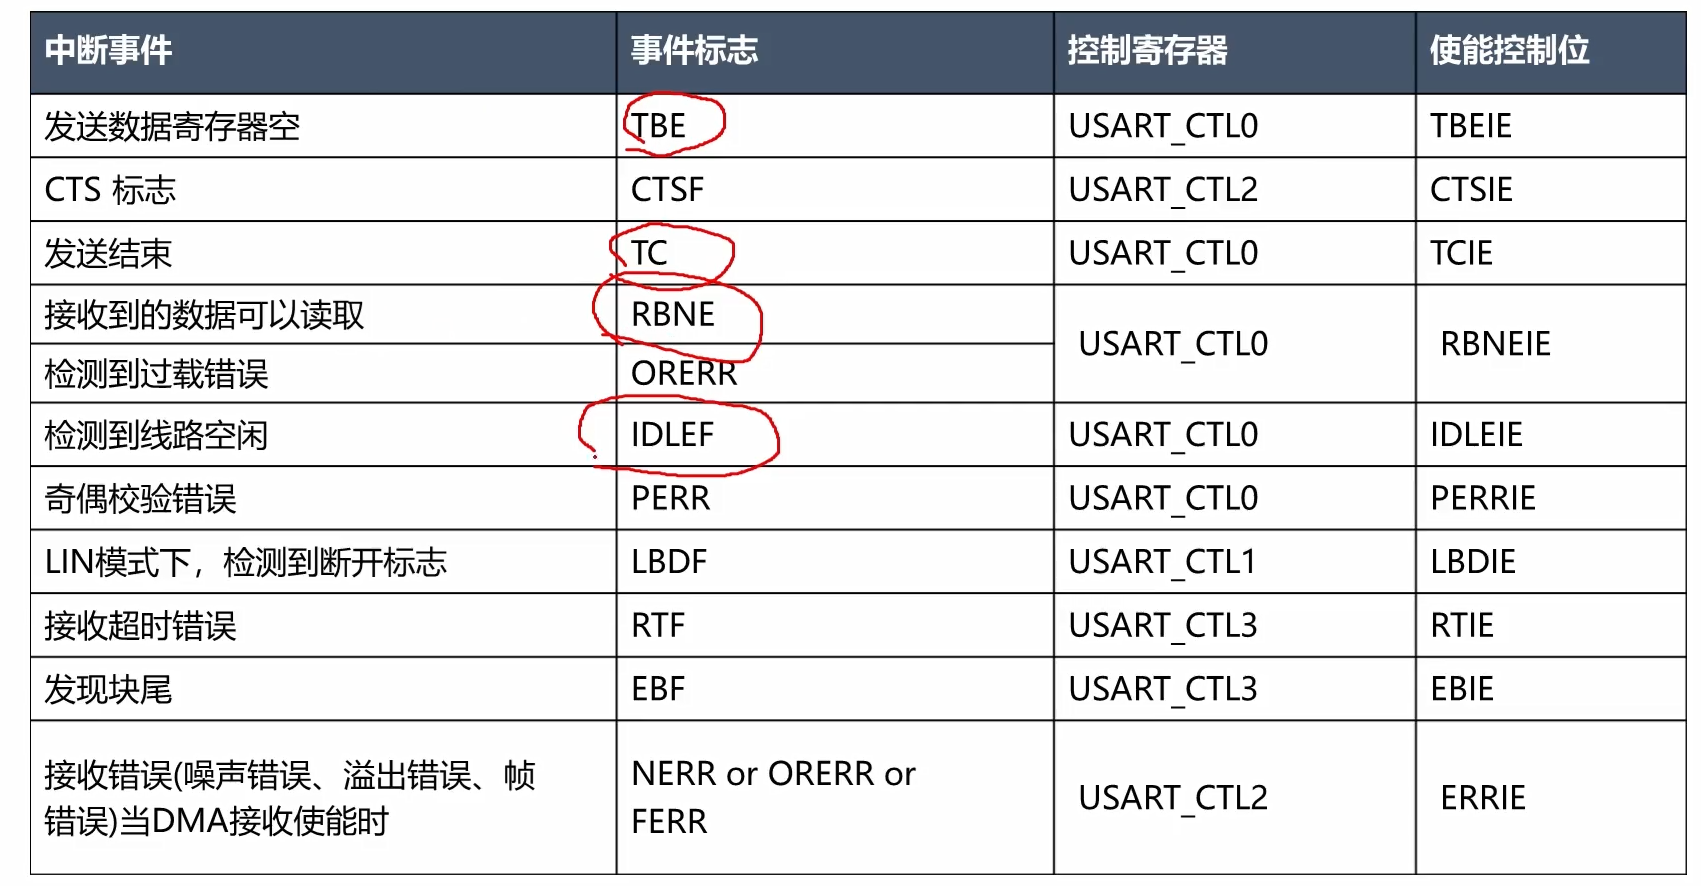 中断事件 事件标志 控制寄存器 使能控制位
发送数据寄存器空 TBE USART_CTL0 TBEIE
CTS 标志 CTSF USART_CTL2 CTSIE
发送结束 TC USART_CTL0 TCIE
接收到的数据可以读取 RBNE USART_CTL0 RBNEIE
检测到过载错误 ORERR
检测到线路空闲 IDLEF USART_CTL0 IDLEIE
奇偶校验错误 PERR USART_CTL0 PERRIE
LIN模式下，检测到断开标志 LBDF USART_CTL1 LBDIE
接收超时错误 RTF USART_CTL3 RTIE
发现块尾 EBF USART_CTL3 EBIE
接收错误(噪声错误、溢出错误、帧
错误)当DMA接收使能时
NERR or ORERR or
FERR
USART_CTL2 ERRIE